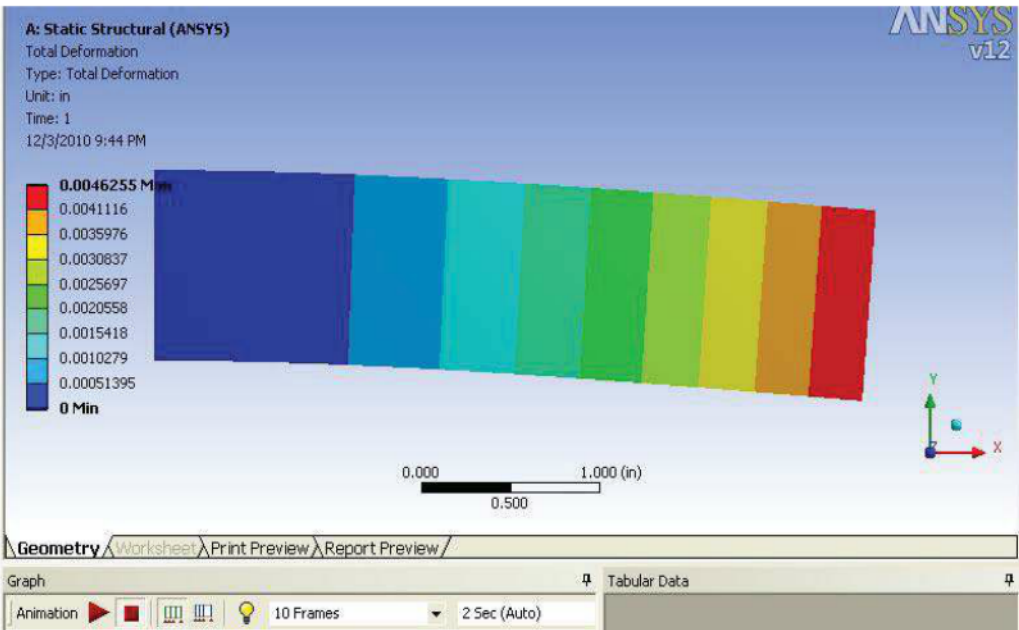 ANSYS
v12
A: Static Structural (ANSYS)
Total Deformation
Type: Total Deformation
Unit: in
Time: 1
12/3/2010 9:44 PM
0.0046255 Max
0.0041116
0.0035976
0.0030837
0.0025697
0.0020558
0.0015418
0.0010279
0.00051395
0 Min
Y
X
Z
0.000 1.000 (in)
0.500
Geometry Worksheet Print Preview Report Preview
Graph
Tabular Data
Animation 10 Frames 2 Sec (Auto)